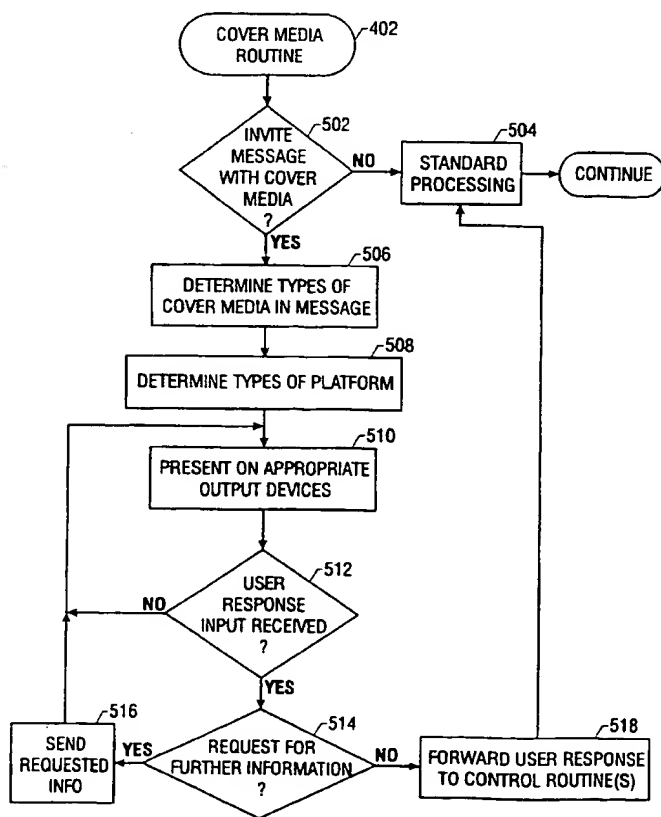 COVER MEDIA
ROUTINE
402
INVITE
MESSAGE
WITH COVER
MEDIA
?
502
NO
YES
504
STANDARD
PROCESSING
CONTINUE
506
DETERMINE TYPES OF
COVER MEDIA IN MESSAGE
508
DETERMINE TYPES OF PLATFORM
510
PRESENT ON APPROPRIATE
OUTPUT DEVICES
512
USER
RESPONSE
INPUT RECEIVED
?
NO
YES
514
REQUEST FOR
FURTHER INFORMATION
?
YES
NO
516
SEND
REQUESTED
INFO
518
FORWARD USER RESPONSE
TO CONTROL ROUTINE(S)